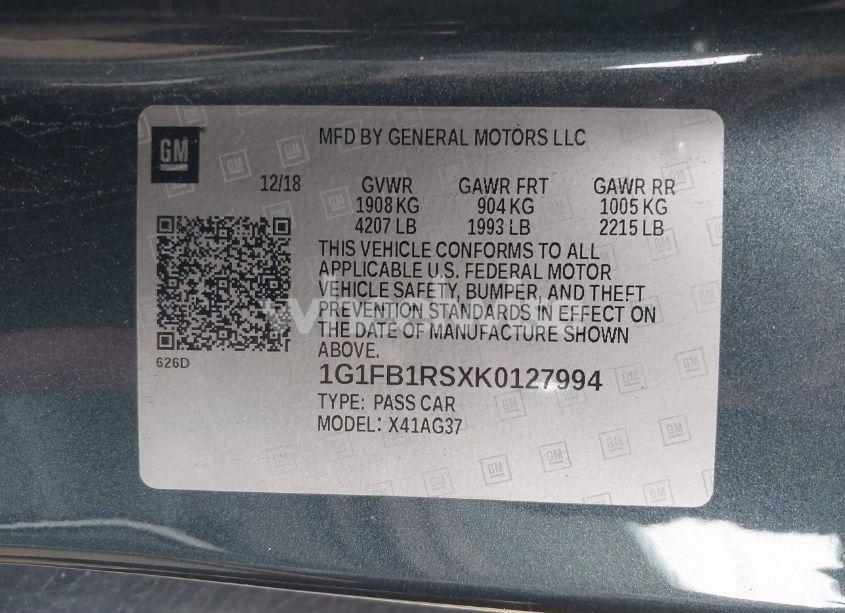 GM
MFD BY GENERAL MOTORS LLC
12/18 GVWR GAWR FRT GAWR RR
1908 KG 904 KG 1005 KG
4207 LB 1993 LB 2215 LB
THIS VEHICLE CONFORMS TO ALL
APPLICABLE U.S. FEDERAL MOTOR
VEHICLE SAFETY, BUMPER, AND THEFT
PREVENTION STANDARDS IN EFFECT ON
THE DATE OF MANUFACTURE SHOWN
ABOVE.
626D
1G1FB1RSXK0127994
TYPE: PASS CAR
MODEL: X41AG37